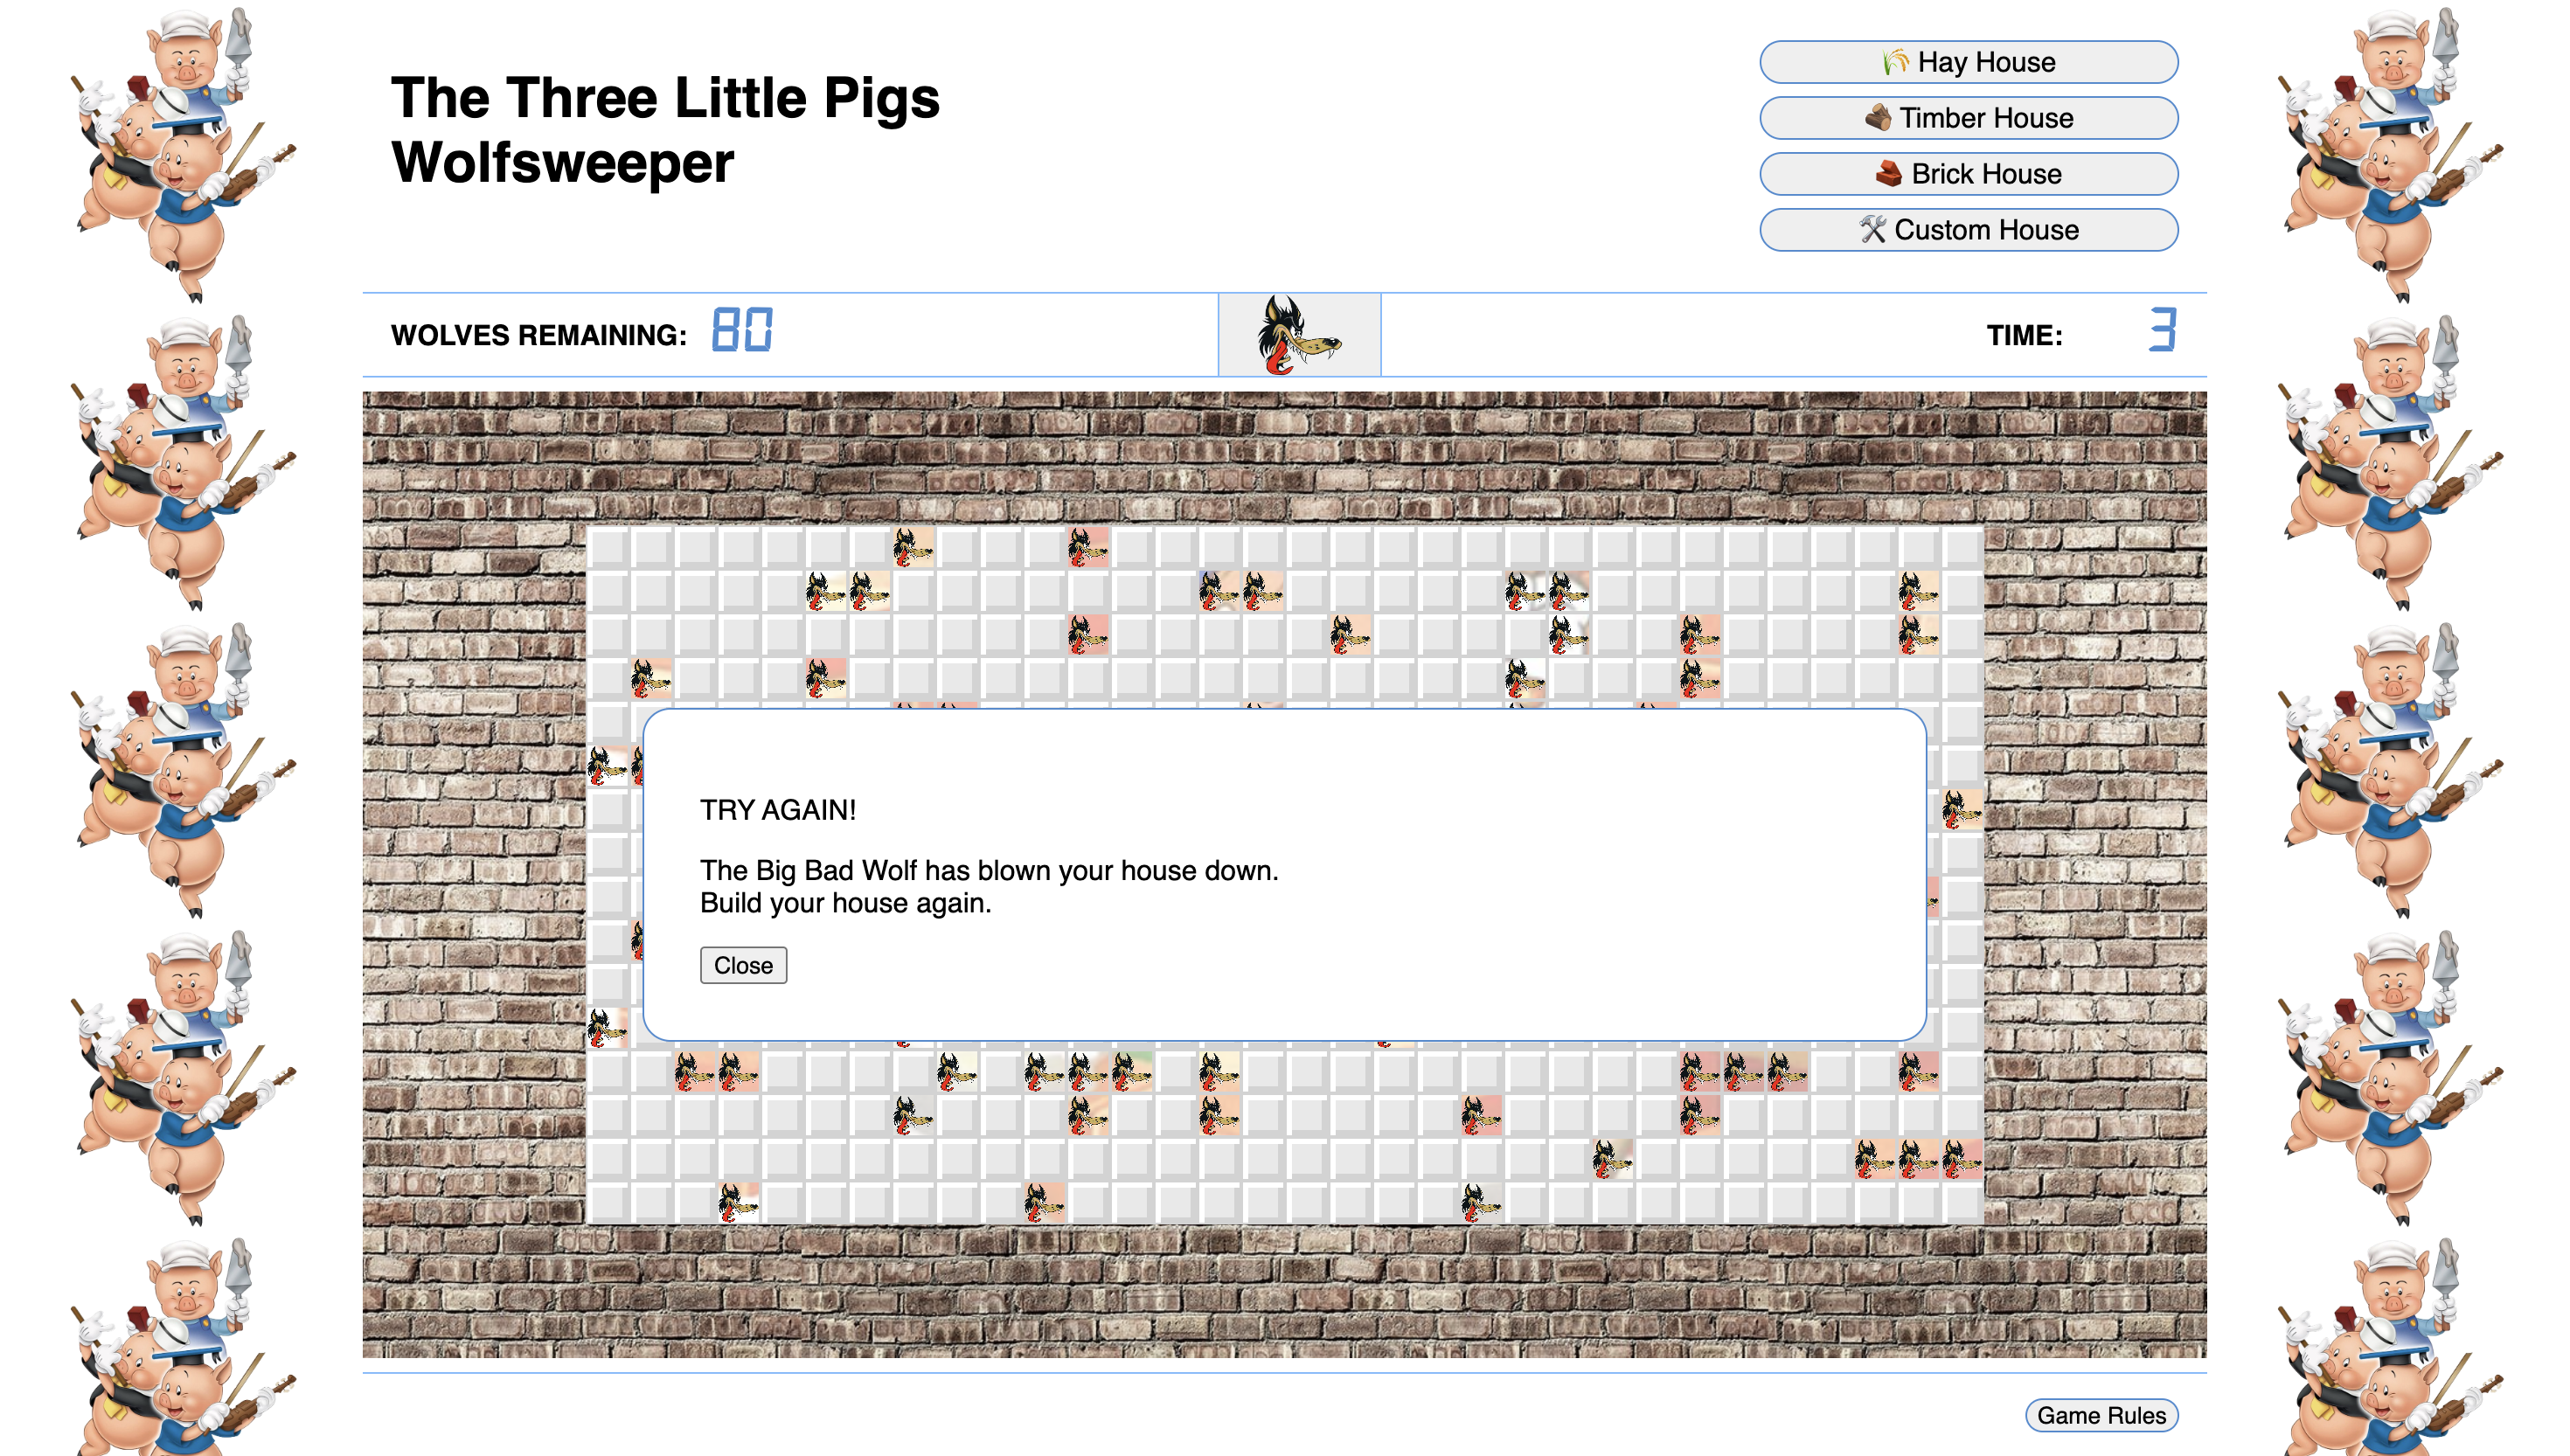 The Three Little Pigs
Wolfsweeper
Hay House
Timber House
Brick House
Custom House
WOLVES REMAINING: 80
TIME: 3
TRY AGAIN!
The Big Bad Wolf has blown your house down.
Build your house again.
Close
Game Rules